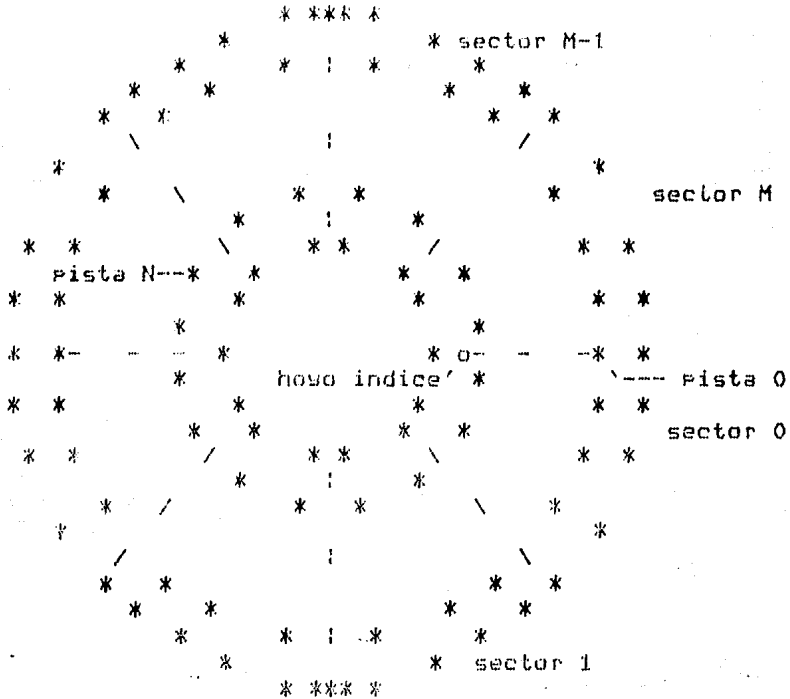 sector M-1
sector M
pista N
hoyo indice
pista 0
sector 0
sector 1